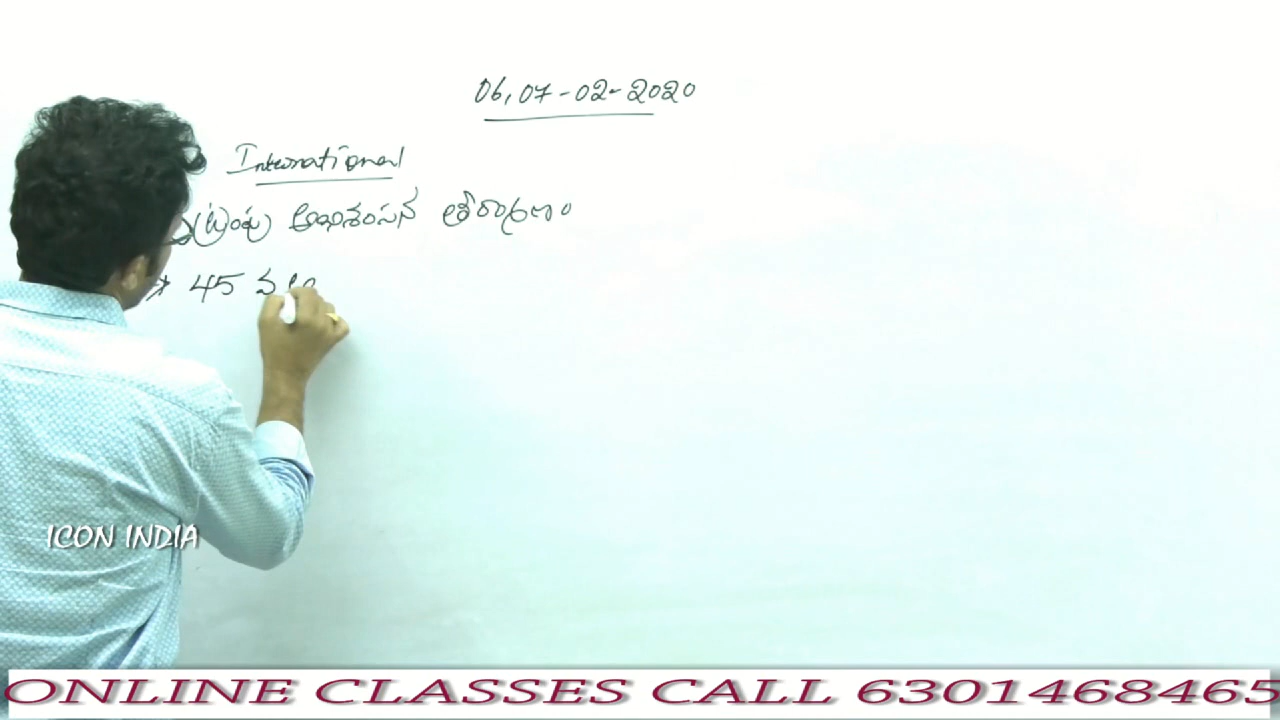 06, 07-02-2020
International
ట్రంపు అభిశంసన తీర్మానం
* 45 వ
ICON INDIA
ONLINE CLASSES CALL 6301468465